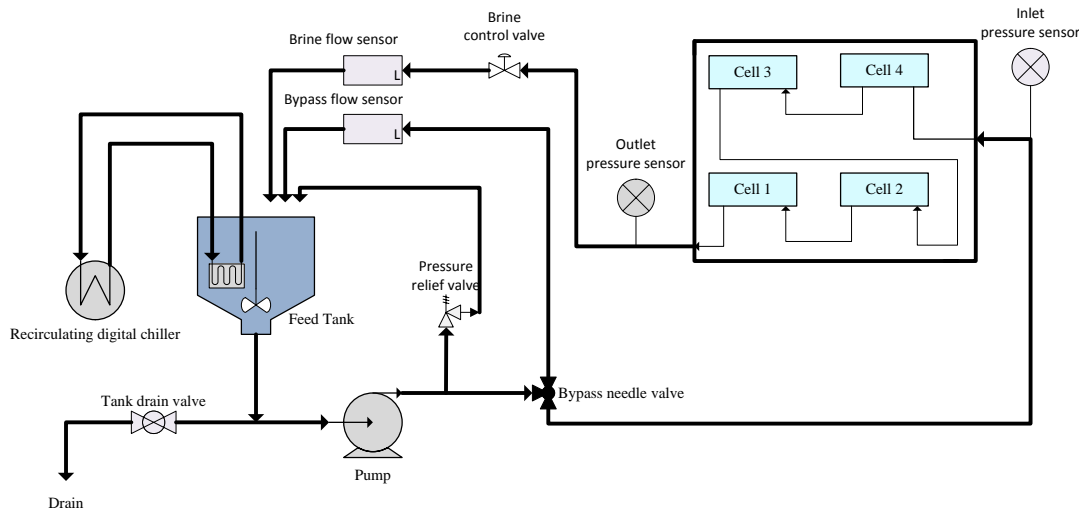 Brine flow sensor
L
Bypass flow sensor
L
Brine
control valve
Inlet
pressure sensor
Cell 3
Cell 4
Cell 1
Cell 2
Outlet
pressure sensor
Pressure
relief valve
Feed Tank
Recirculating digital chiller
Tank drain valve
Bypass needle valve
Pump
Drain